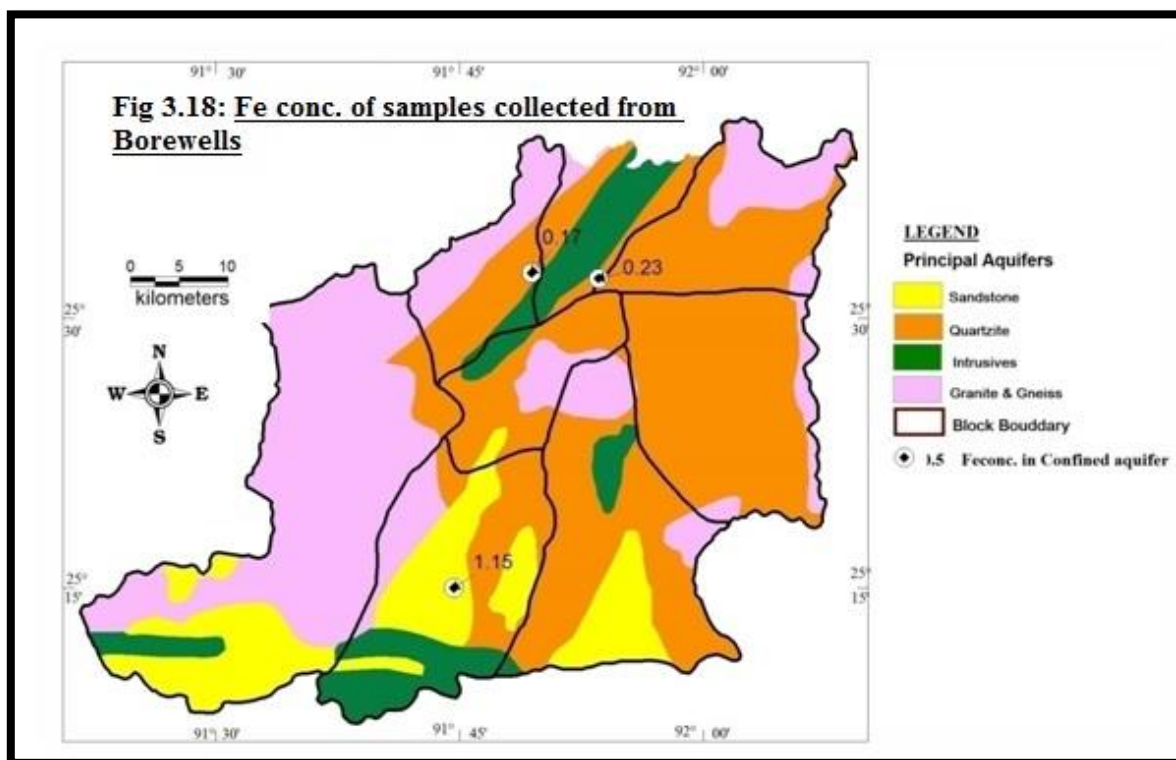 91° 30' 91° 45' 92° 00'
Fig 3.18: Fe conc. of samples collected from
Borewells
0.17
0.23
0 5 10
kilometers
25°
30'
25°
30'
N
W E
S
1.15
25°
15'
25°
15'
91° 30' 91° 45' 92° 00'
LEGEND
Principal Aquifers
Sandstone
Quartzite
Intrusives
Granite & Gneiss
Block Bouddary
).5 Feconc. in Confined aquifer